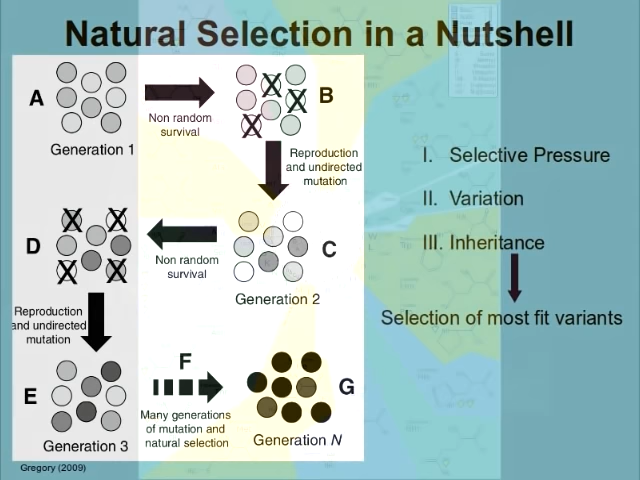 Natural Selection in a Nutshell
A
Generation 1
Non random
survival
X
X
X
B
Reproduction
and undirected
mutation
I. Selective Pressure
II. Variation
III. Inheritance
Selection of most fit variants
X
X
X
X
D
Non random
survival
C
Generation 2
Reproduction
and undirected
mutation
E
Generation 3
F
Many generations
of mutation and
natural selection
G
Generation N
Gregory (2009)